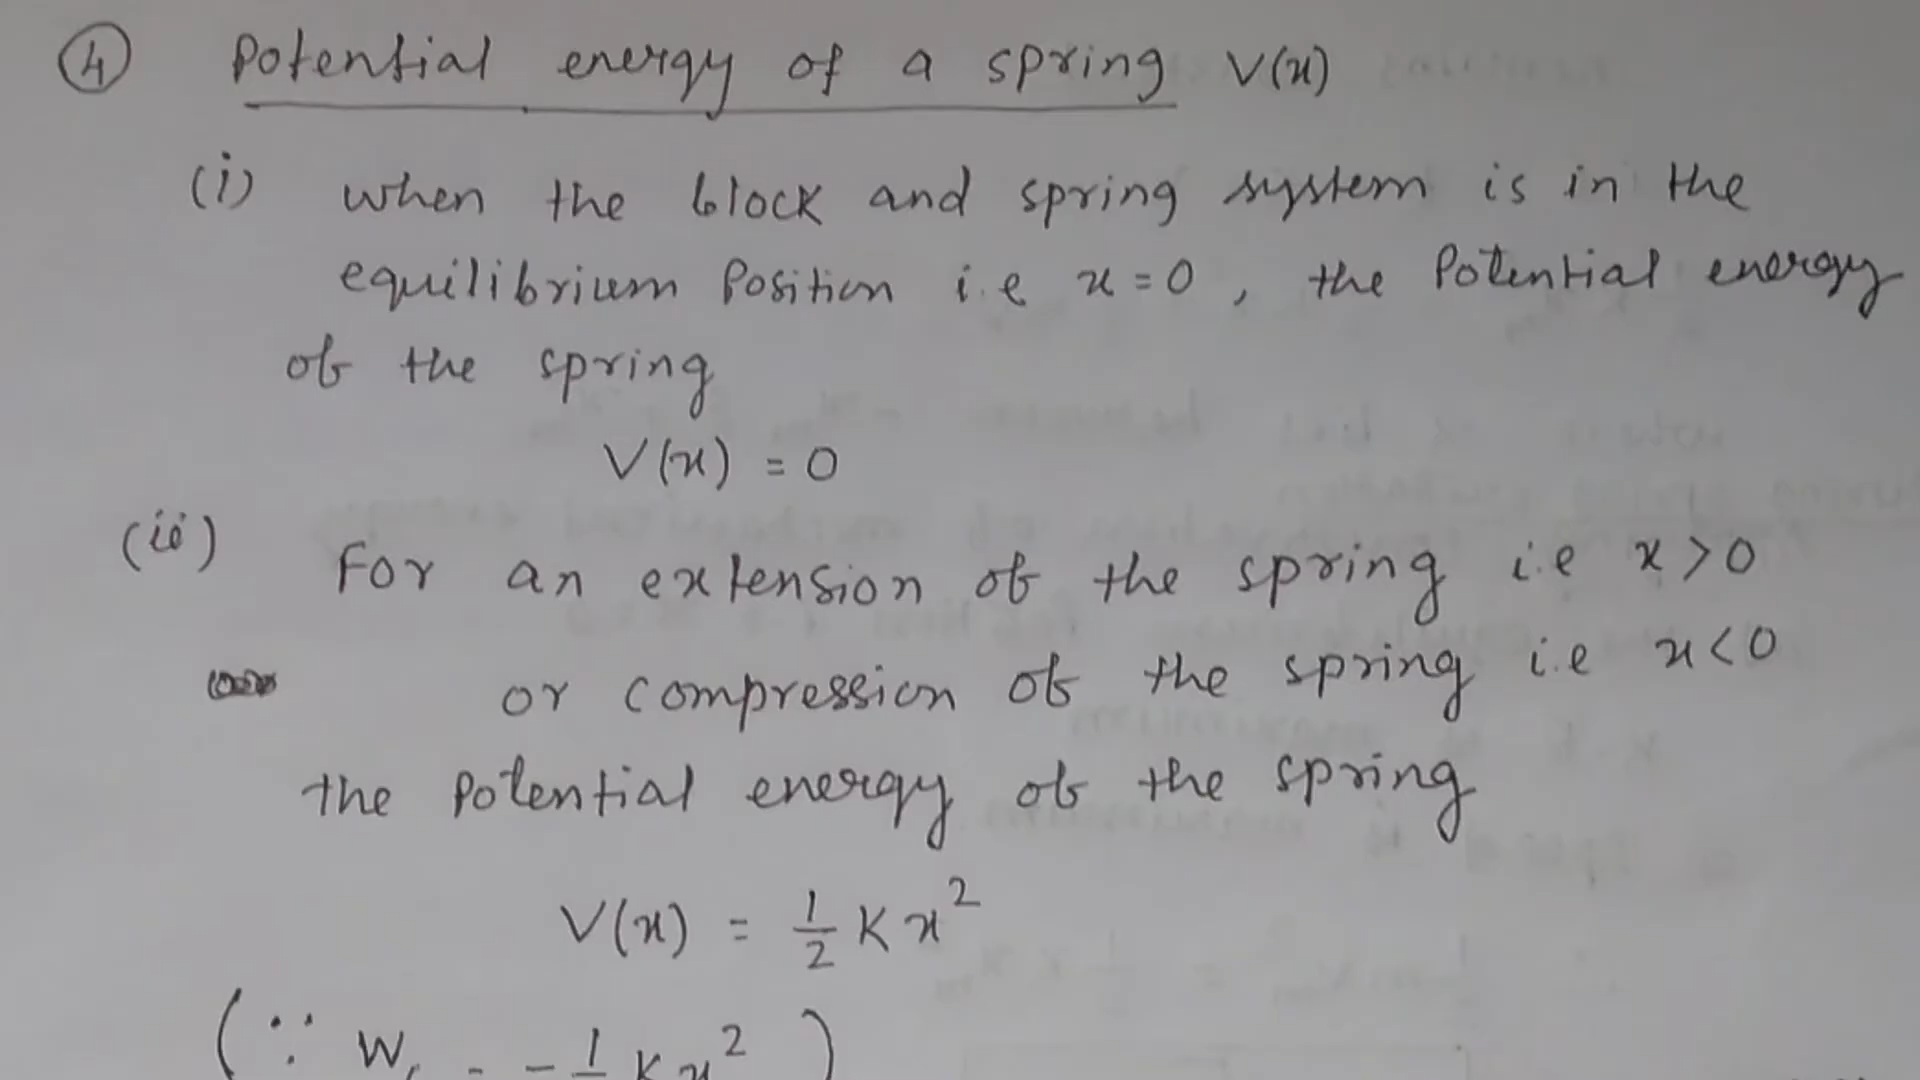 ④ Potential energy of a spring V(x)
(i) when the block and spring system is in the
equilibrium Position i.e x=0, the Potential energy
of the spring
V(x) = 0
(ii) For an extension of the spring i.e x>0
or compression of the spring i.e x<0
the Potential energy of the spring
V(x) = 1/2 K x²
(∵ W = - 1/ K x² )